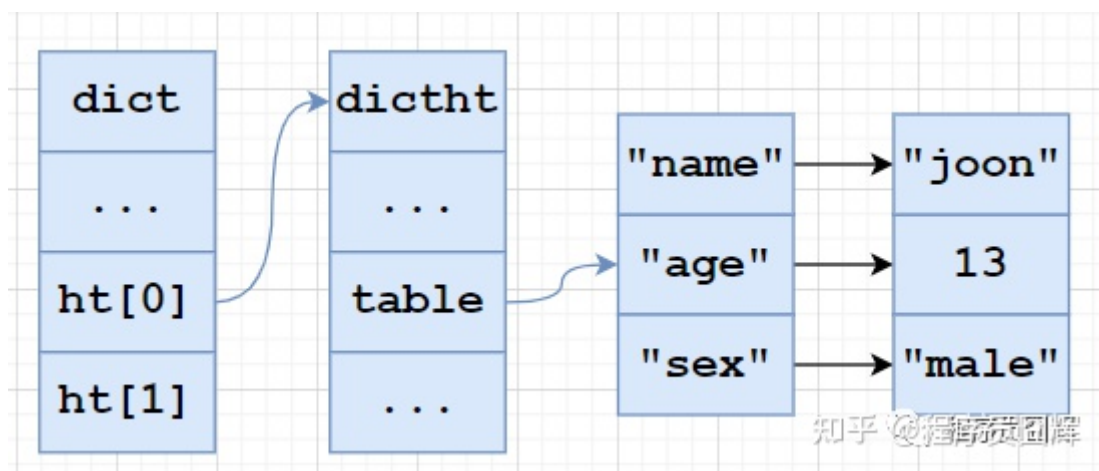 dict
...
ht[0]
ht[1]
dictht
...
table
...
"name"
"age"
"sex"
"joon"
13
"male"
知乎